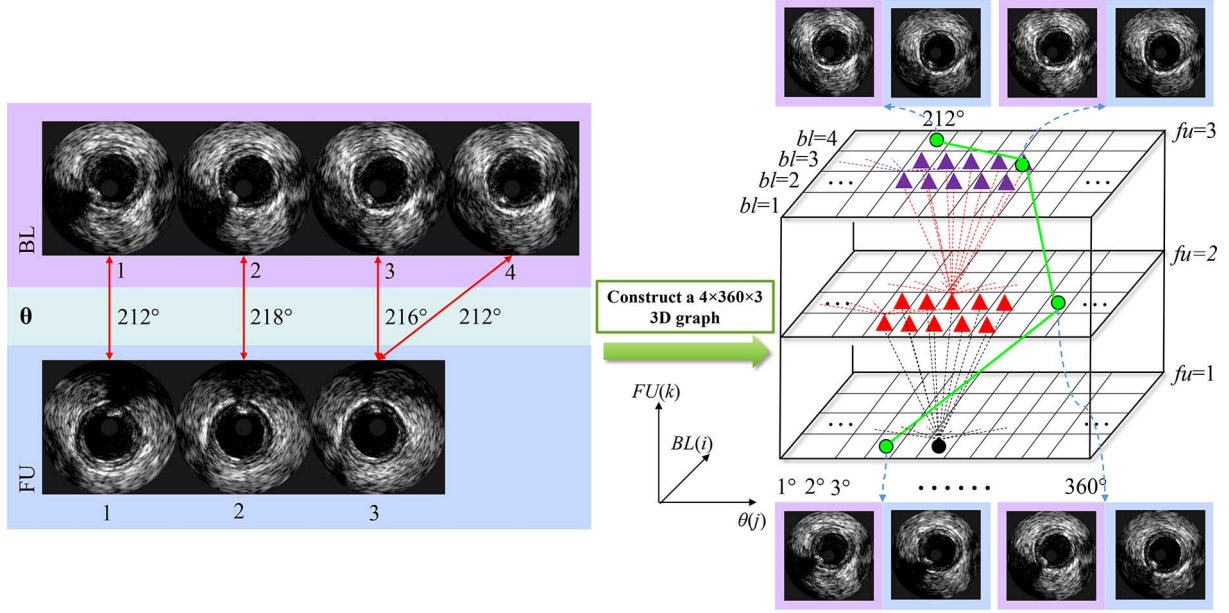 BL
1
2
3
4
θ
212°
218°
216°
212°
FU
1
2
3
Construct a 4×360×3
3D graph
FU(k)
BL(i)
θ(j)
212°
bl=4
bl=3
bl=2
bl=1
fu=3
...
...
fu=2
...
...
fu=1
...
...
1° 2° 3°
......
360°